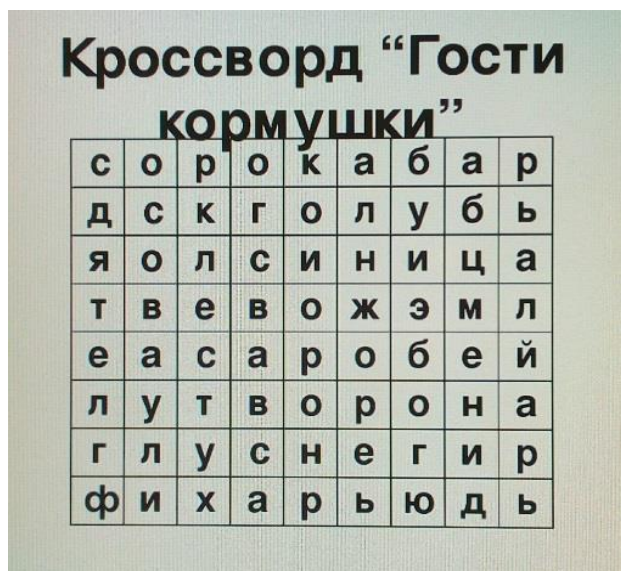 Кроссворд “Гости
кормушки”
с о р о к а б а р
д с к г о л у б ь
я о л с и н и ц а
т в е в о ж э м л
е а с а р о б е й
л у т в о р о н а
г л у с н е г и р
ф и х а р ь ю д ь